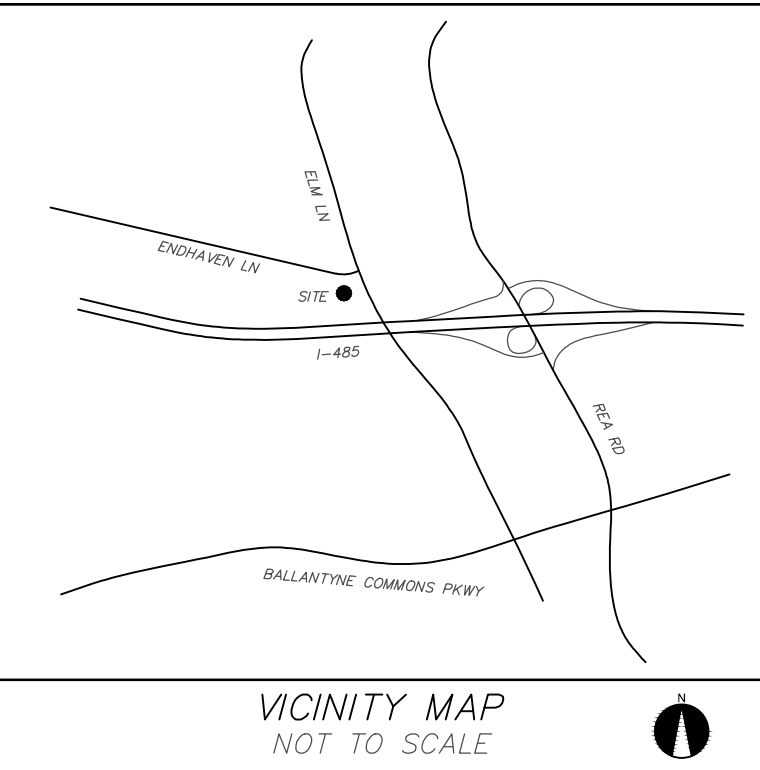 ELM LN
ENDHAVEN LN
SITE
I-485
REA RD
BALLANTYNE COMMONS PKWY
VICINITY MAP
NOT TO SCALE
N